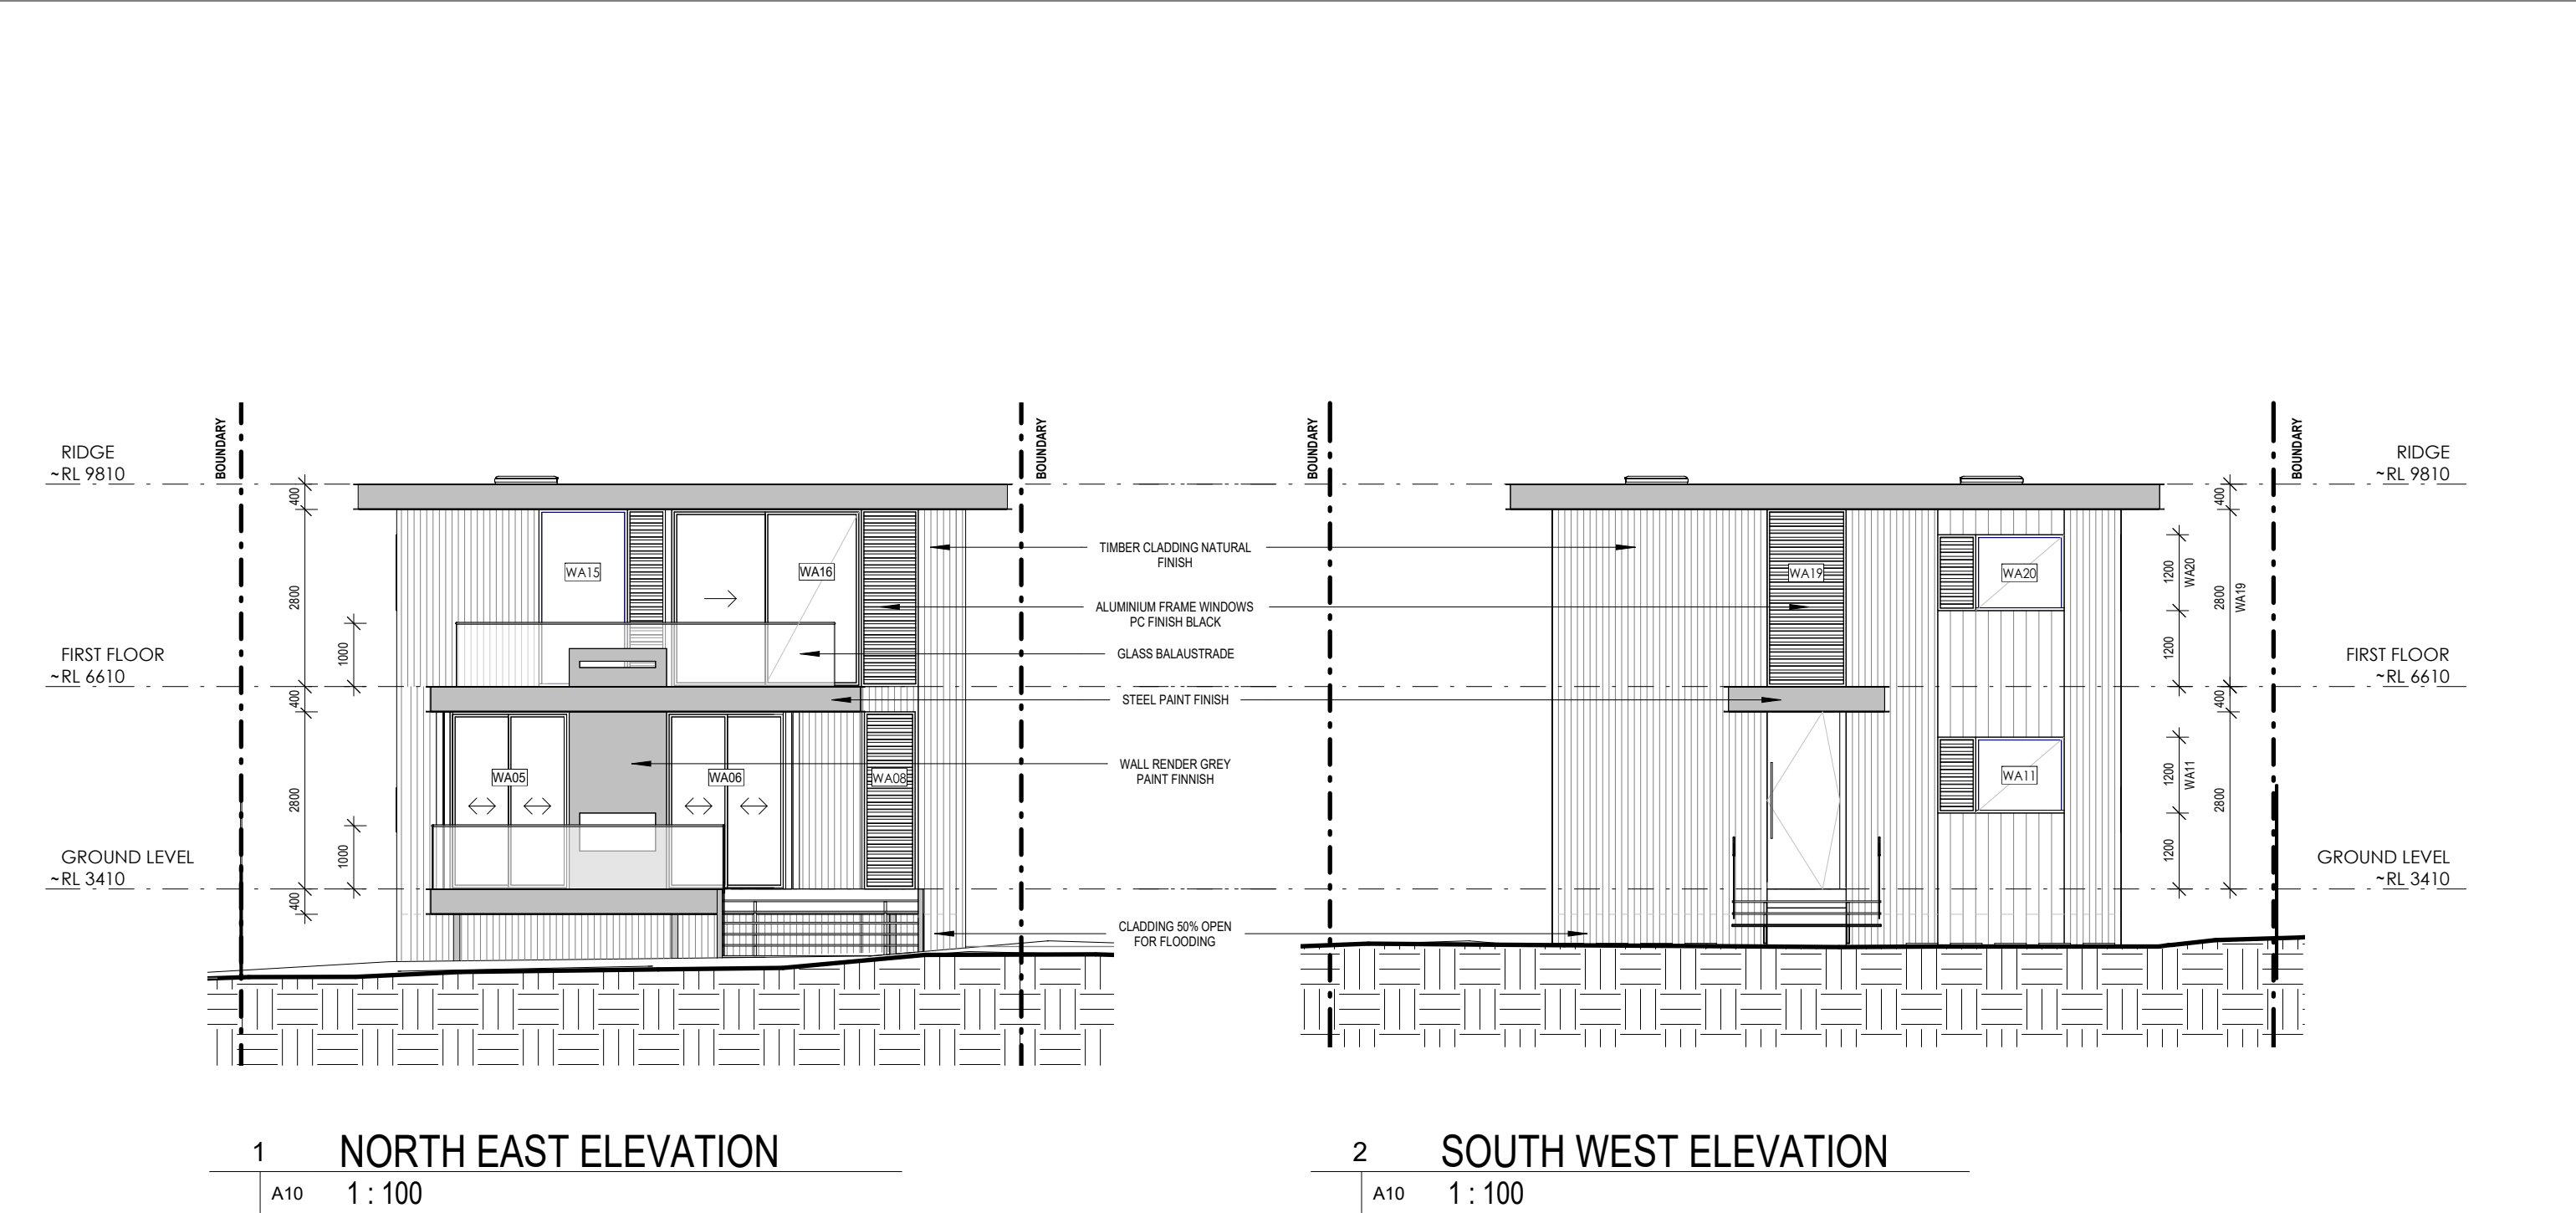 BOUNDARY
BOUNDARY
BOUNDARY
BOUNDARY
RIDGE
~RL 9810
RIDGE
~RL 9810
400
400
TIMBER CLADDING NATURAL
FINISH
WA15
WA16
WA19
WA20
1200
WA20
2800
2800
WA19
ALUMINIUM FRAME WINDOWS
PC FINISH BLACK
GLASS BALAUSTRADE
1000
1200
FIRST FLOOR
~RL 6610
FIRST FLOOR
~RL 6610
400
STEEL PAINT FINISH
400
WALL RENDER GREY
PAINT FINNISH
WA05
WA06
WA08
WA11
1200
WA11
2800
2800
1000
1200
GROUND LEVEL
~RL 3410
GROUND LEVEL
~RL 3410
400
CLADDING 50% OPEN
FOR FLOODING
1
NORTH EAST ELEVATION
A10
1 : 100
2
SOUTH WEST ELEVATION
A10
1 : 100